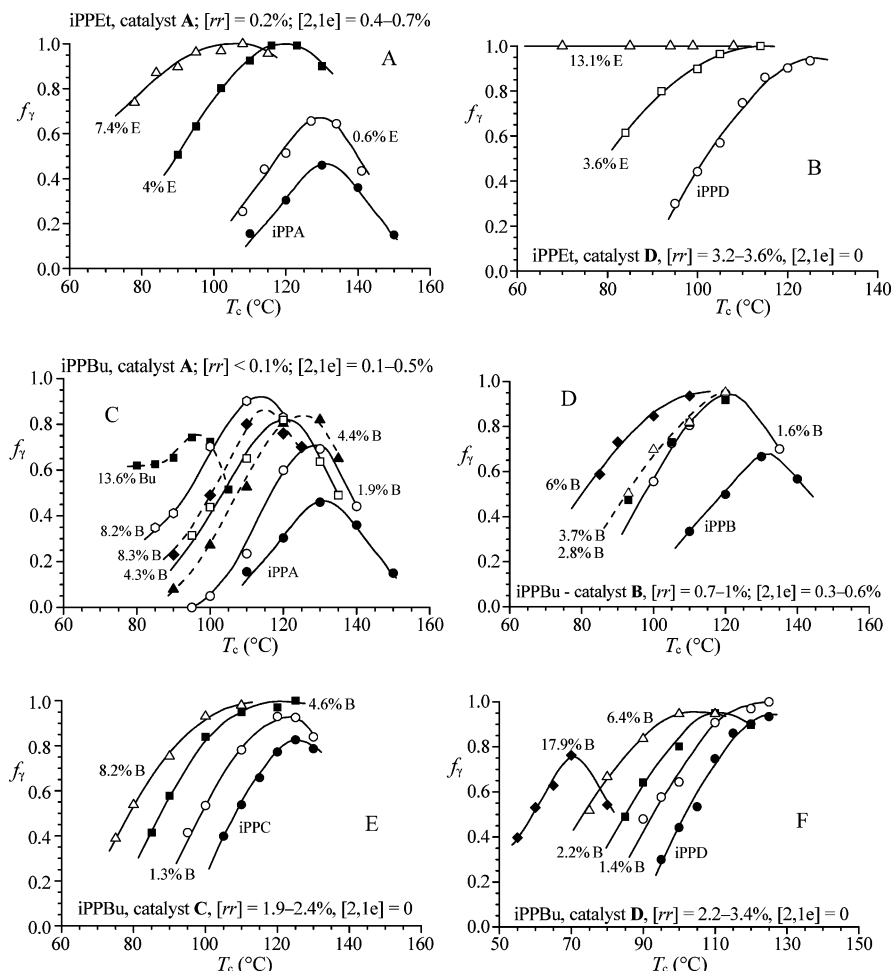 iPPEt, catalyst A; [rr] = 0.2%; [2,1e] = 0.4–0.7%
A
1.0
0.8
0.6
0.4
0.2
0.0
fγ
7.4% E
4% E
0.6% E
iPPA
60 80 100 120 140 160
Tc (°C)
B
1.0
0.8
0.6
0.4
0.2
0.0
fγ
13.1% E
3.6% E
iPPD
iPPEt, catalyst D, [rr] = 3.2–3.6%, [2,1e] = 0
60 80 100 120 140
Tc (°C)
iPPBu, catalyst A; [rr] < 0.1%; [2,1e] = 0.1–0.5%
C
1.0
0.8
0.6
0.4
0.2
0.0
fγ
13.6% Bu
8.2% B
8.3% B
4.3% B
4.4% B
1.9% B
iPPA
60 80 100 120 140 160
Tc (°C)
D
1.0
0.8
0.6
0.4
0.2
0.0
fγ
6% B
3.7% B
2.8% B
1.6% B
iPPB
iPPBu - catalyst B, [rr] = 0.7–1%; [2,1e] = 0.3–0.6%
60 80 100 120 140 160
Tc (°C)
E
1.0
0.8
0.6
0.4
0.2
0.0
fγ
4.6% B
8.2% B
1.3% B
iPPC
iPPBu, catalyst C, [rr] = 1.9–2.4%, [2,1e] = 0
60 80 100 120 140 160
Tc (°C)
F
1.0
0.8
0.6
0.4
0.2
0.0
fγ
6.4% B
17.9% B
2.2% B
1.4% B
iPPD
iPPBu, catalyst D, [rr] = 2.2–3.4%, [2,1e] = 0
50 70 90 110 130 150
Tc (°C)